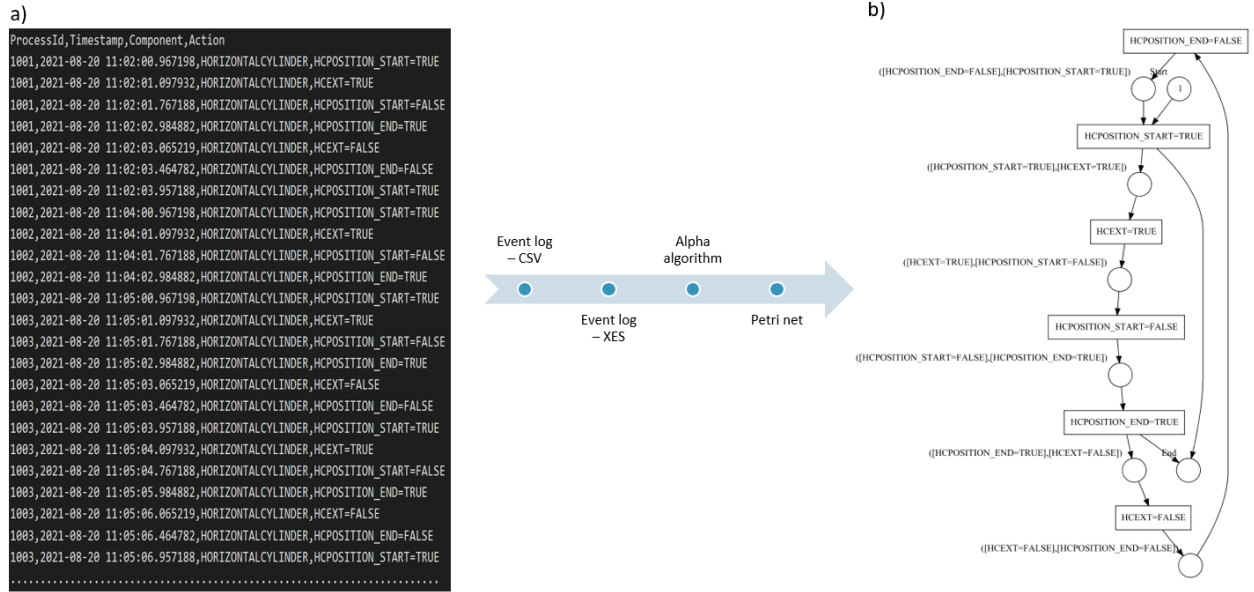 a)
ProcessId,Timestamp,Component,Action
1001,2021-08-20 11:02:00.967198,HORIZONTALCYLINDER,HCPOSITION_START=TRUE
1001,2021-08-20 11:02:01.097932,HORIZONTALCYLINDER,HCEXT=TRUE
1001,2021-08-20 11:02:01.767188,HORIZONTALCYLINDER,HCPOSITION_START=FALSE
1001,2021-08-20 11:02:02.984882,HORIZONTALCYLINDER,HCPOSITION_END=TRUE
1001,2021-08-20 11:02:03.065219,HORIZONTALCYLINDER,HCEXT=FALSE
1001,2021-08-20 11:02:03.464782,HORIZONTALCYLINDER,HCPOSITION_END=FALSE
1001,2021-08-20 11:02:03.957188,HORIZONTALCYLINDER,HCPOSITION_START=TRUE
1002,2021-08-20 11:04:00.967198,HORIZONTALCYLINDER,HCPOSITION_START=TRUE
1002,2021-08-20 11:04:01.097932,HORIZONTALCYLINDER,HCEXT=TRUE
1002,2021-08-20 11:04:01.767188,HORIZONTALCYLINDER,HCPOSITION_START=FALSE
1002,2021-08-20 11:04:02.984882,HORIZONTALCYLINDER,HCPOSITION_END=TRUE
1003,2021-08-20 11:05:00.967198,HORIZONTALCYLINDER,HCPOSITION_START=TRUE
1003,2021-08-20 11:05:01.097932,HORIZONTALCYLINDER,HCEXT=TRUE
1003,2021-08-20 11:05:01.767188,HORIZONTALCYLINDER,HCPOSITION_START=FALSE
1003,2021-08-20 11:05:02.984882,HORIZONTALCYLINDER,HCPOSITION_END=TRUE
1003,2021-08-20 11:05:03.065219,HORIZONTALCYLINDER,HCEXT=FALSE
1003,2021-08-20 11:05:03.464782,HORIZONTALCYLINDER,HCPOSITION_END=FALSE
1003,2021-08-20 11:05:03.957188,HORIZONTALCYLINDER,HCPOSITION_START=TRUE
1003,2021-08-20 11:05:04.097932,HORIZONTALCYLINDER,HCEXT=TRUE
1003,2021-08-20 11:05:04.767188,HORIZONTALCYLINDER,HCPOSITION_START=FALSE
1003,2021-08-20 11:05:05.984882,HORIZONTALCYLINDER,HCPOSITION_END=TRUE
1003,2021-08-20 11:05:06.065219,HORIZONTALCYLINDER,HCEXT=FALSE
1003,2021-08-20 11:05:06.464782,HORIZONTALCYLINDER,HCPOSITION_END=FALSE
1003,2021-08-20 11:05:06.957188,HORIZONTALCYLINDER,HCPOSITION_START=TRUE
Event log
– CSV
Event log
– XES
Alpha
algorithm
Petri net
b)
HCPOSITION_END=FALSE
([HCPOSITION_END=FALSE],[HCPOSITION_START=TRUE])
Start
1
HCPOSITION_START=TRUE
([HCPOSITION_START=TRUE],[HCEXT=TRUE])
HCEXT=TRUE
([HCEXT=TRUE],[HCPOSITION_START=FALSE])
HCPOSITION_START=FALSE
([HCPOSITION_START=FALSE],[HCPOSITION_END=TRUE])
HCPOSITION_END=TRUE
([HCPOSITION_END=TRUE],[HCEXT=FALSE])
End
HCEXT=FALSE
([HCEXT=FALSE],[HCPOSITION_END=FALSE])